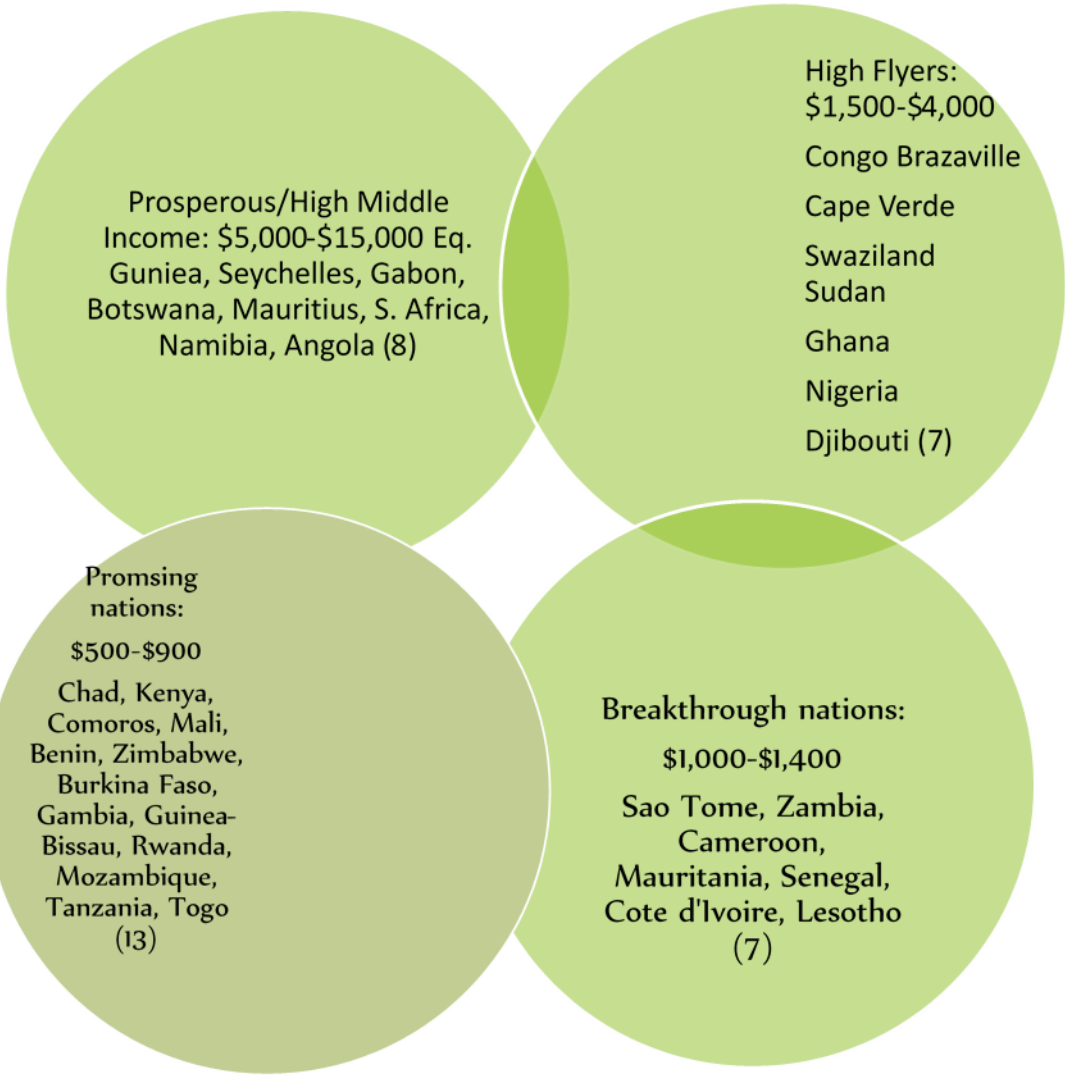 Prosperous/High Middle
Income: $5,000-$15,000 Eq.
Guniea, Seychelles, Gabon,
Botswana, Mauritius, S. Africa,
Namibia, Angola (8)
High Flyers:
$1,500-$4,000
Congo Brazaville
Cape Verde
Swaziland
Sudan
Ghana
Nigeria
Djibouti (7)
Promsing
nations:
$500-$900
Chad, Kenya,
Comoros, Mali,
Benin, Zimbabwe,
Burkina Faso,
Gambia, Guinea-
Bissau, Rwanda,
Mozambique,
Tanzania, Togo
(13)
Breakthrough nations:
$1,000-$1,400
Sao Tome, Zambia,
Cameroon,
Mauritania, Senegal,
Cote d'Ivoire, Lesotho
(7)